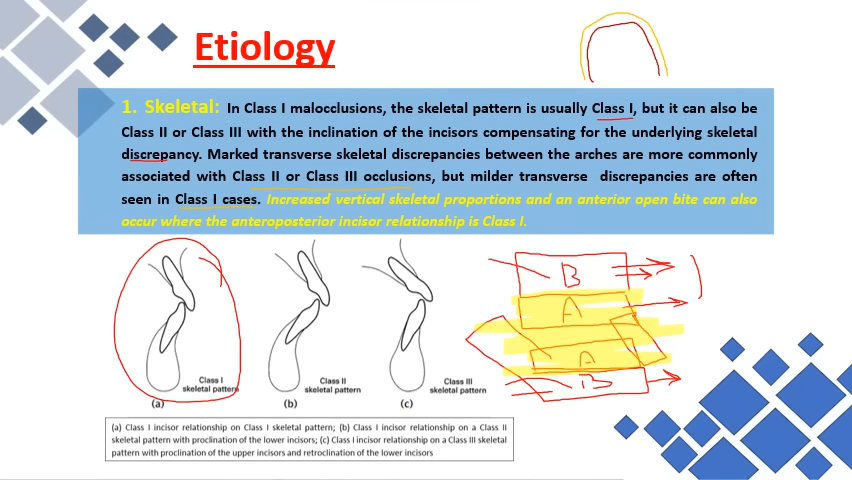 Etiology
1. Skeletal: In Class I malocclusions, the skeletal pattern is usually Class I, but it can also be
Class II or Class III with the inclination of the incisors compensating for the underlying skeletal
discrepancy. Marked transverse skeletal discrepancies between the arches are more commonly
associated with Class II or Class III occlusions, but milder transverse discrepancies are often
seen in Class I cases. Increased vertical skeletal proportions and an anterior open bite can also
occur where the anteroposterior incisor relationship is Class I.
B
A
A
B
Class I
skeletal pattern
(a)
Class II
skeletal pattern
(b)
Class III
skeletal pattern
(c)
(a) Class I incisor relationship on Class I skeletal pattern; (b) Class I incisor relationship on a Class II
skeletal pattern with proclination of the lower incisors; (c) Class I incisor relationship on a Class III skeletal
pattern with proclination of the upper incisors and retroclination of the lower incisors